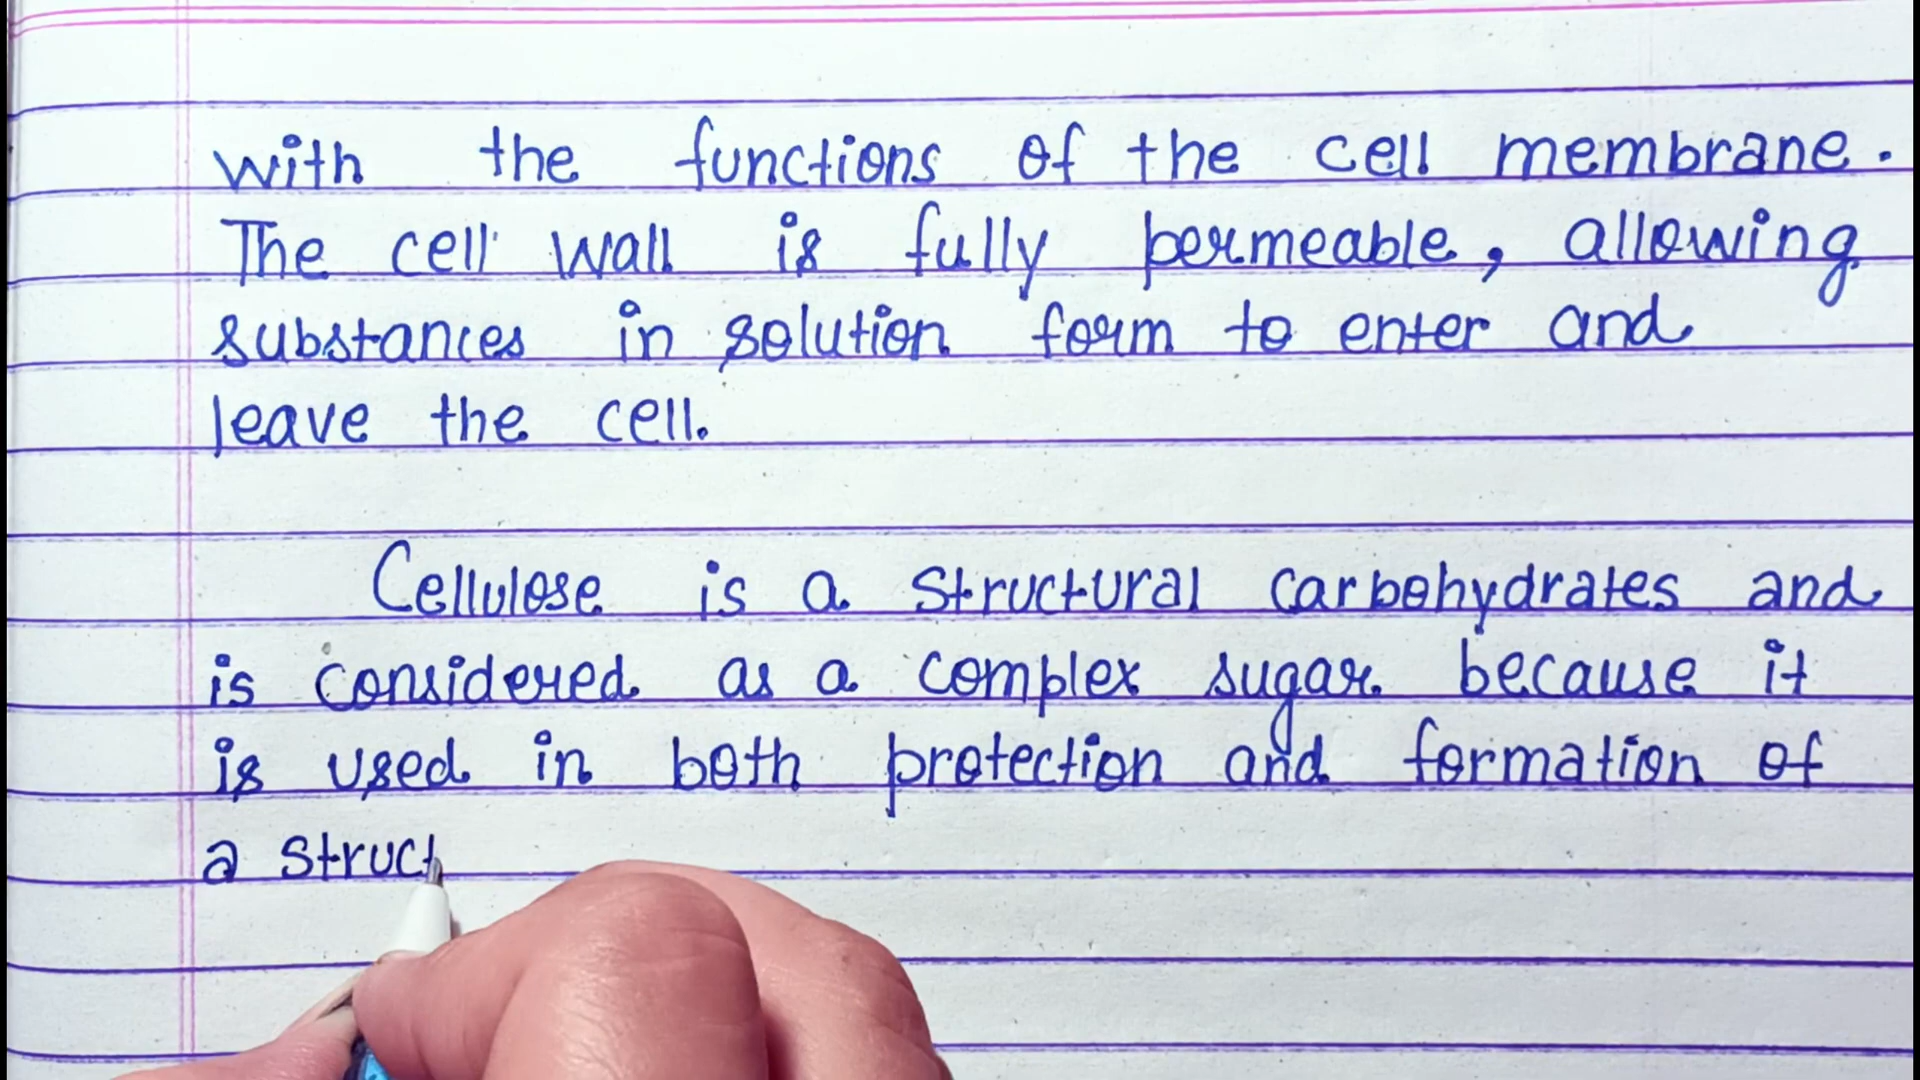 with the functions of the cell membrane.
The cell wall is fully permeable, allowing
substances in solution form to enter and
leave the cell.
Cellulose is a structural carbohydrates and
is considered as a complex sugar because it
is used in both protection and formation of
a struct